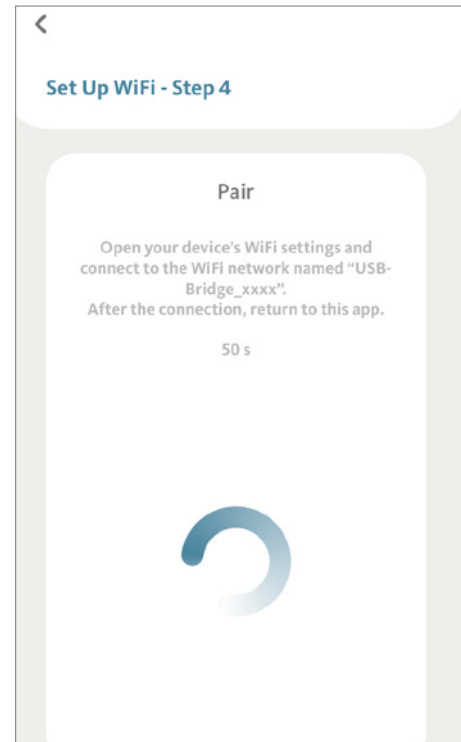 Set Up WiFi - Step 4
Pair
Open your device's WiFi settings and
connect to the WiFi network named “USB-
Bridge_xxxx”.
After the connection, return to this app.
50 s